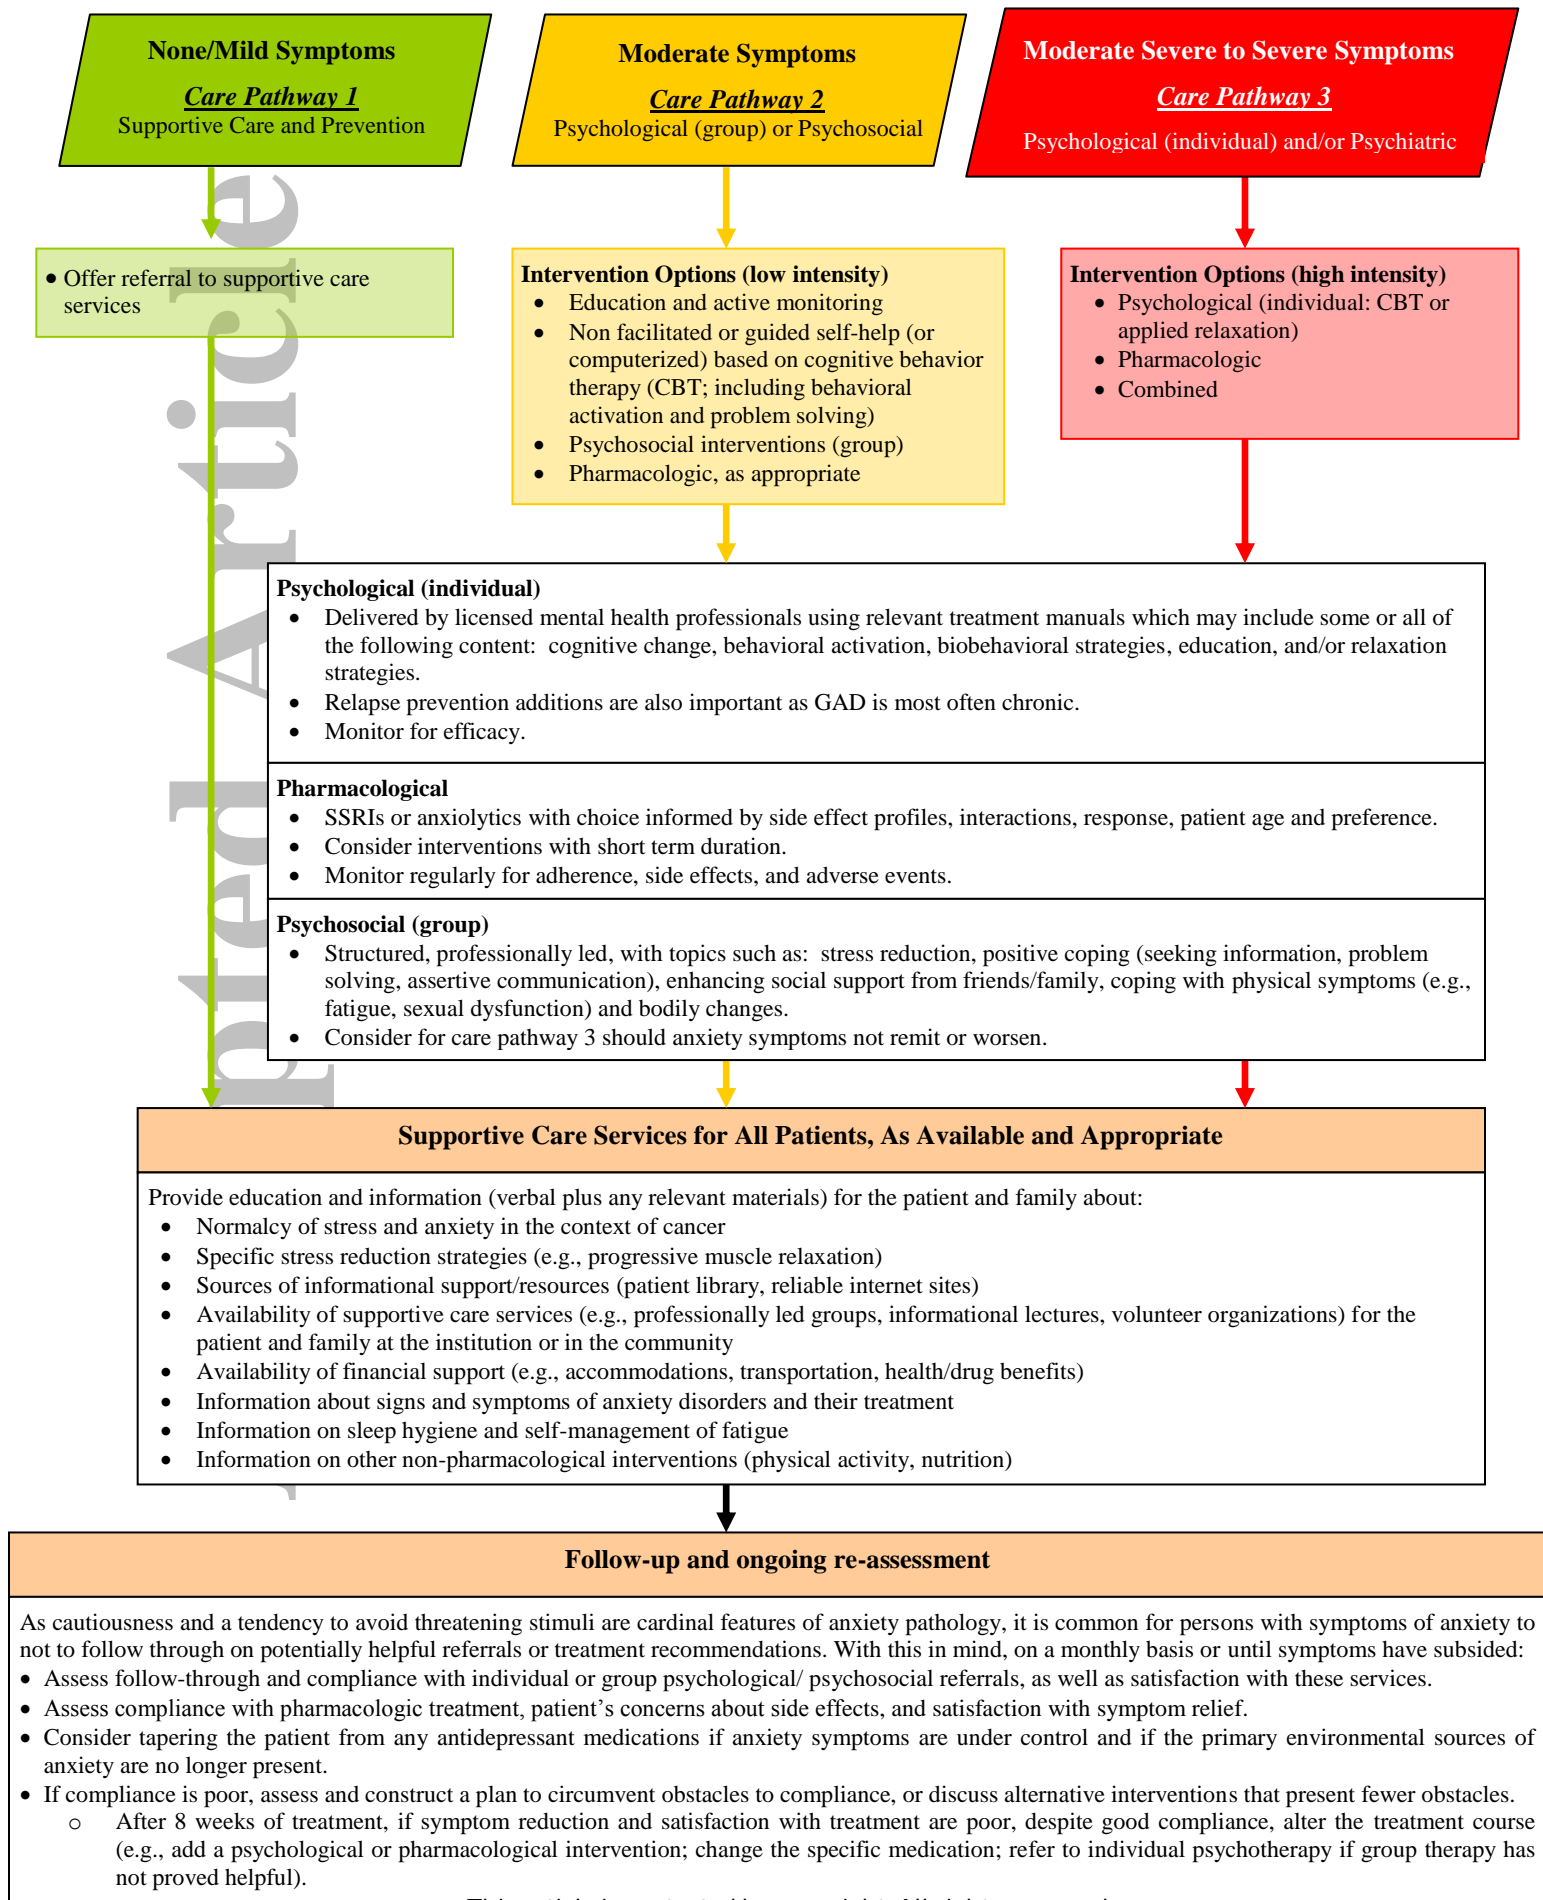 None/Mild Symptoms
Care Pathway 1
Supportive Care and Prevention
Moderate Symptoms
Care Pathway 2
Psychological (group) or Psychosocial
Moderate Severe to Severe Symptoms
Care Pathway 3
Psychological (individual) and/or Psychiatric
• Offer referral to supportive care
services
Intervention Options (low intensity)
• Education and active monitoring
• Non facilitated or guided self-help (or
computerized) based on cognitive behavior
therapy (CBT; including behavioral
activation and problem solving)
• Psychosocial interventions (group)
• Pharmacologic, as appropriate
Intervention Options (high intensity)
• Psychological (individual: CBT or
applied relaxation)
• Pharmacologic
• Combined
Psychological (individual)
• Delivered by licensed mental health professionals using relevant treatment manuals which may include some or all of
the following content: cognitive change, behavioral activation, biobehavioral strategies, education, and/or relaxation
strategies.
• Relapse prevention additions are also important as GAD is most often chronic.
• Monitor for efficacy.
Pharmacological
• SSRIs or anxiolytics with choice informed by side effect profiles, interactions, response, patient age and preference.
• Consider interventions with short term duration.
• Monitor regularly for adherence, side effects, and adverse events.
Psychosocial (group)
• Structured, professionally led, with topics such as: stress reduction, positive coping (seeking information, problem
solving, assertive communication), enhancing social support from friends/family, coping with physical symptoms (e.g.,
fatigue, sexual dysfunction) and bodily changes.
• Consider for care pathway 3 should anxiety symptoms not remit or worsen.
Supportive Care Services for All Patients, As Available and Appropriate
Provide education and information (verbal plus any relevant materials) for the patient and family about:
• Normalcy of stress and anxiety in the context of cancer
• Specific stress reduction strategies (e.g., progressive muscle relaxation)
• Sources of informational support/resources (patient library, reliable internet sites)
• Availability of supportive care services (e.g., professionally led groups, informational lectures, volunteer organizations) for the
patient and family at the institution or in the community
• Availability of financial support (e.g., accommodations, transportation, health/drug benefits)
• Information about signs and symptoms of anxiety disorders and their treatment
• Information on sleep hygiene and self-management of fatigue
• Information on other non-pharmacological interventions (physical activity, nutrition)
Follow-up and ongoing re-assessment
As cautiousness and a tendency to avoid threatening stimuli are cardinal features of anxiety pathology, it is common for persons with symptoms of anxiety to
not to follow through on potentially helpful referrals or treatment recommendations. With this in mind, on a monthly basis or until symptoms have subsided:
• Assess follow-through and compliance with individual or group psychological/ psychosocial referrals, as well as satisfaction with these services.
• Assess compliance with pharmacologic treatment, patient’s concerns about side effects, and satisfaction with symptom relief.
• Consider tapering the patient from any antidepressant medications if anxiety symptoms are under control and if the primary environmental sources of
anxiety are no longer present.
• If compliance is poor, assess and construct a plan to circumvent obstacles to compliance, or discuss alternative interventions that present fewer obstacles.
o After 8 weeks of treatment, if symptom reduction and satisfaction with treatment are poor, despite good compliance, alter the treatment course
(e.g., add a psychological or pharmacological intervention; change the specific medication; refer to individual psychotherapy if group therapy has
not proved helpful).
pted Article